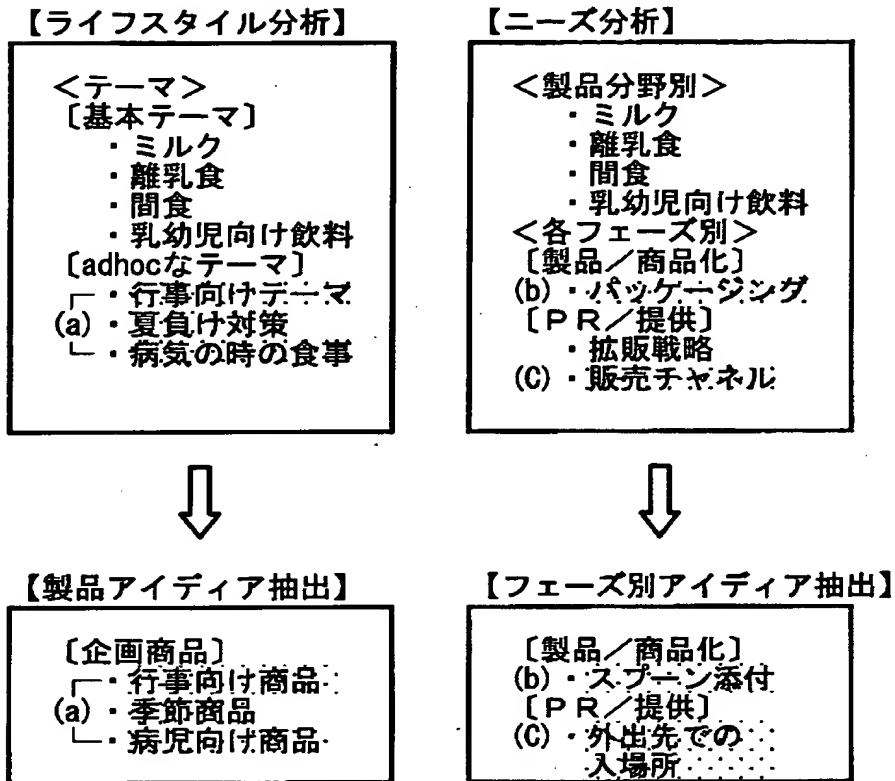 【ライフスタイル分析】
<テーマ>
〔基本テーマ〕
・ミルク
・離乳食
・間食
・乳幼児向け飲料
〔adhocなテーマ〕
・行事向けテーマ
(a)・夏負け対策
・病気の時の食事
【ニーズ分析】
<製品分野別>
・ミルク
・離乳食
・間食
・乳幼児向け飲料
<各フェーズ別>
〔製品/商品化〕
(b)・パッケージング
〔PR/提供〕
・拡販戦略
(C)・販売チャネル
【製品アイディア抽出】
〔企画商品〕
・行事向け商品
(a)・季節商品
・病児向け商品
【フェーズ別アイディア抽出】
〔製品/商品化〕
(b)・スプーン添付
〔PR/提供〕
(C)・外出先での
入場所